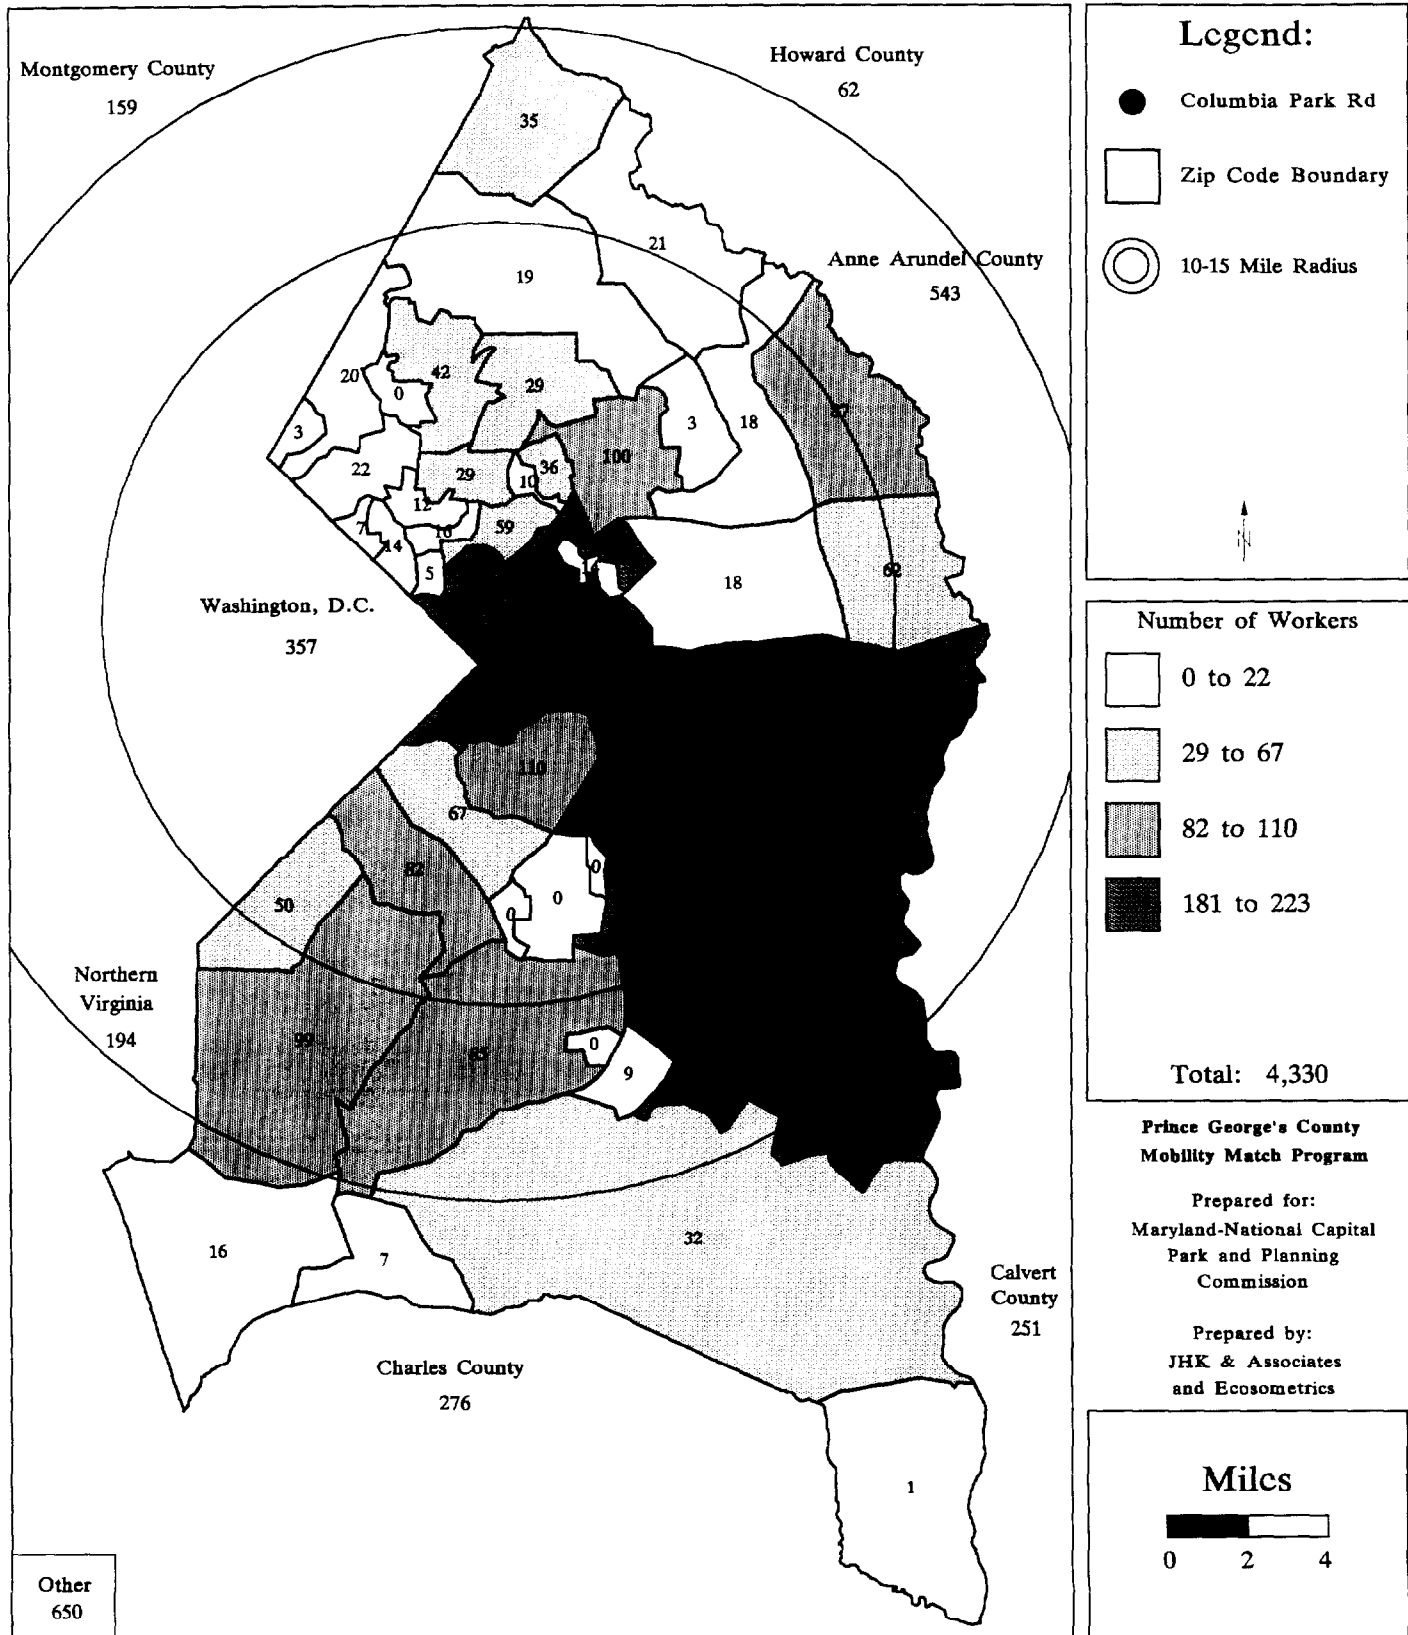 Montgomery County
159
Howard County
62
35
21
Anne Arundel County
543
19
20
42
0
29
3
3
18
100
22
29
36
10
12
59
7
14
5
18
62
Washington, D.C.
357
110
67
82
0
0
0
50
Northern
Virginia
194
99
85
0
9
32
16
7
Calvert
County
251
Charles County
276
1
Other
650
Legend:
Columbia Park Rd
Zip Code Boundary
10-15 Mile Radius
N
Number of Workers
0 to 22
29 to 67
82 to 110
181 to 223
Total: 4,330
Prince George's County
Mobility Match Program
Prepared for:
Maryland-National Capital
Park and Planning
Commission
Prepared by:
JHK & Associates
and Ecosometrics
Miles
0 2 4